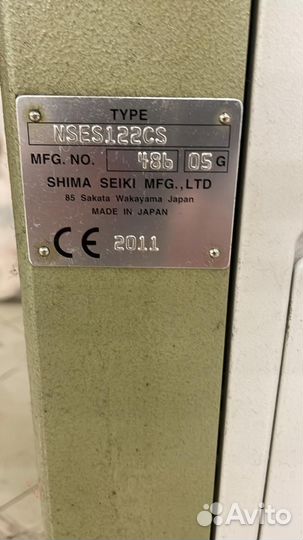 TYPE
NSES122CS
MFG. NO. 486 05 G
SHIMA SEIKI MFG.,LTD
85 Sakata Wakayama Japan
MADE IN JAPAN
CE 2011
Avito